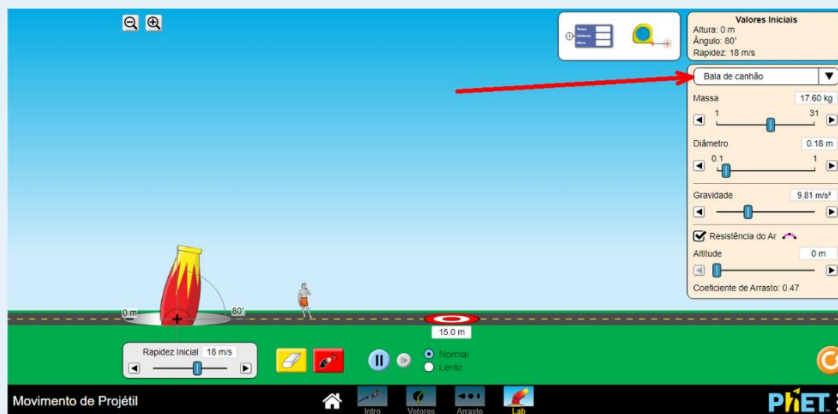 Valores Iniciais
Altura: 0 m
Ângulo: 80°
Rapidez: 18 m/s
Bala de canhão
Massa
17.60 kg
1
31
Diâmetro
0.18 m
0.1
1
Gravidade
9.81 m/s²
Resistência do Ar
Altitude
0 m
Coeficiente de Arrasto: 0.47
0 m
80°
15.0 m
Rapidez Inicial
18 m/s
Normal
Lento
Movimento de Projétil
Intro
Vetores
Arrasto
Lab
PhET